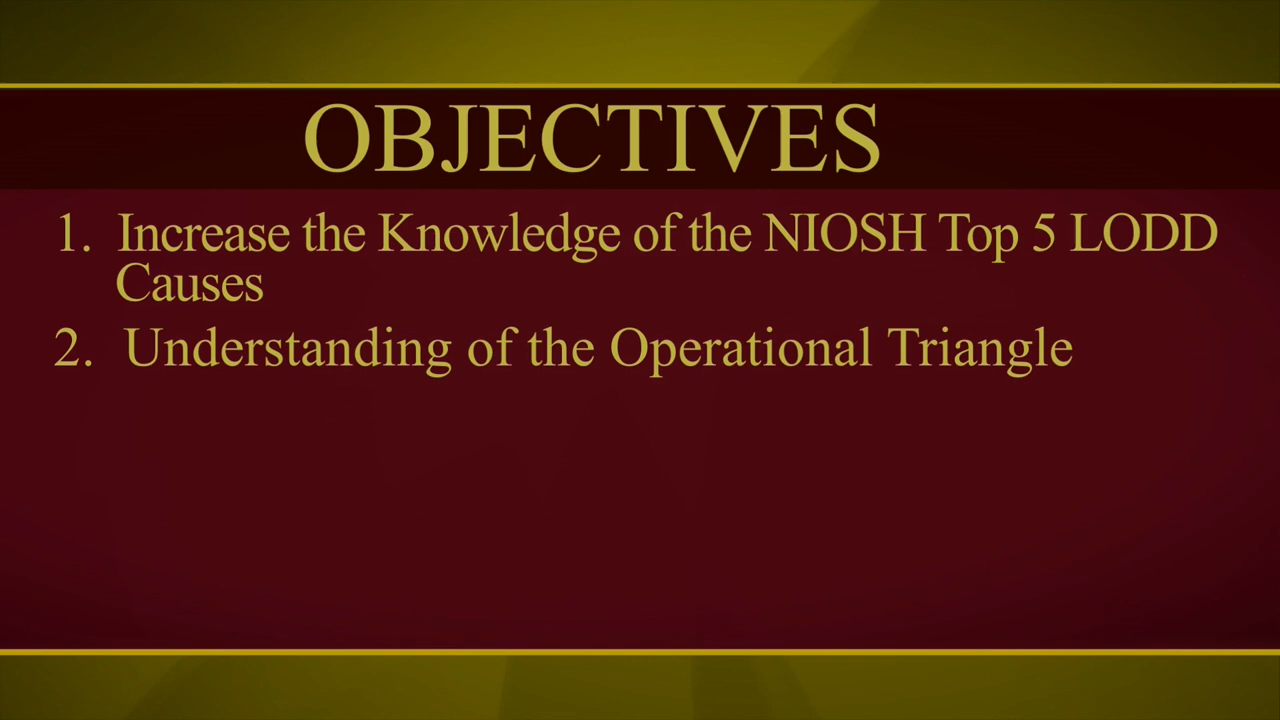 OBJECTIVES
1. Increase the Knowledge of the NIOSH Top 5 LODD
Causes
2. Understanding of the Operational Triangle